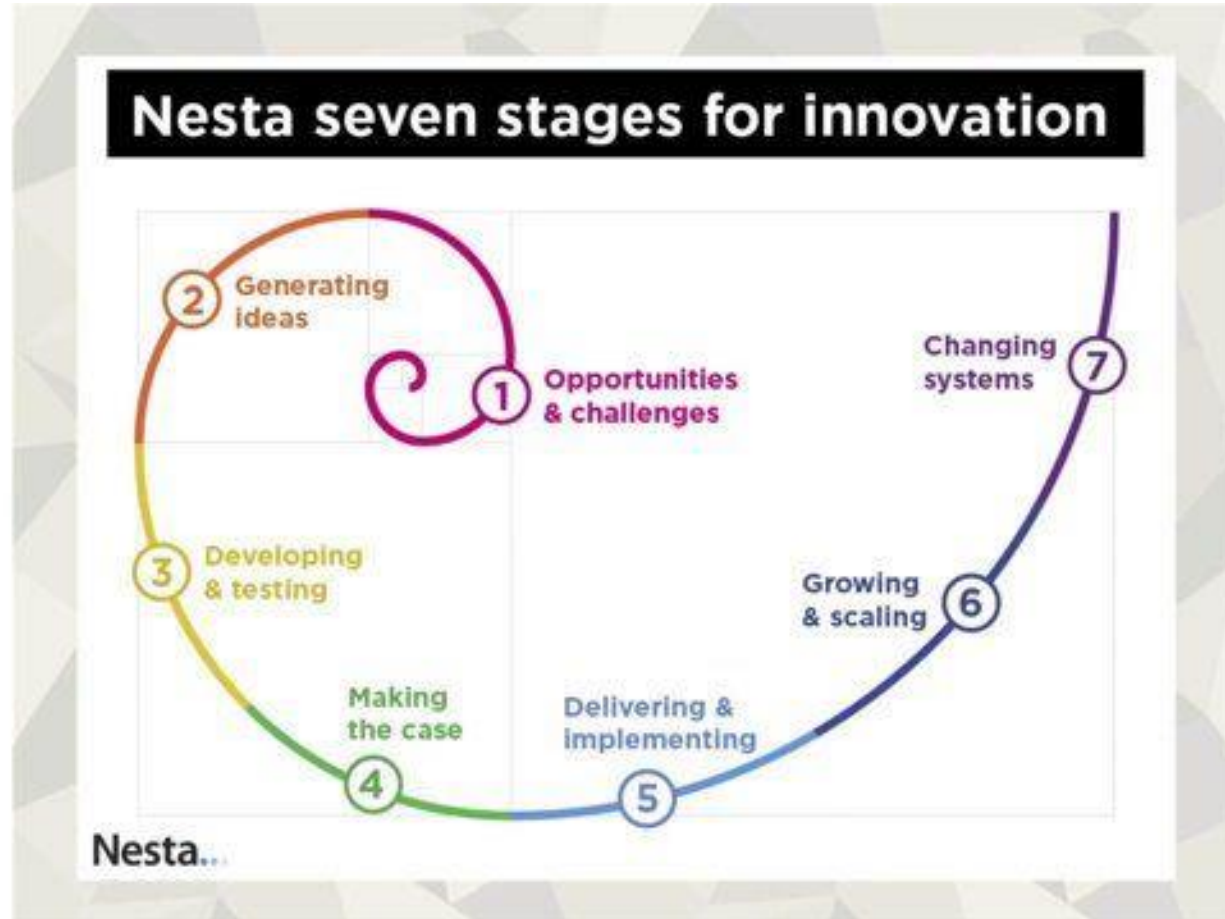 Nesta seven stages for innovation
1
Opportunities
& challenges
2
Generating
ideas
3
Developing
& testing
4
Making
the case
5
Delivering &
implementing
6
Growing
& scaling
7
Changing
systems
Nesta...